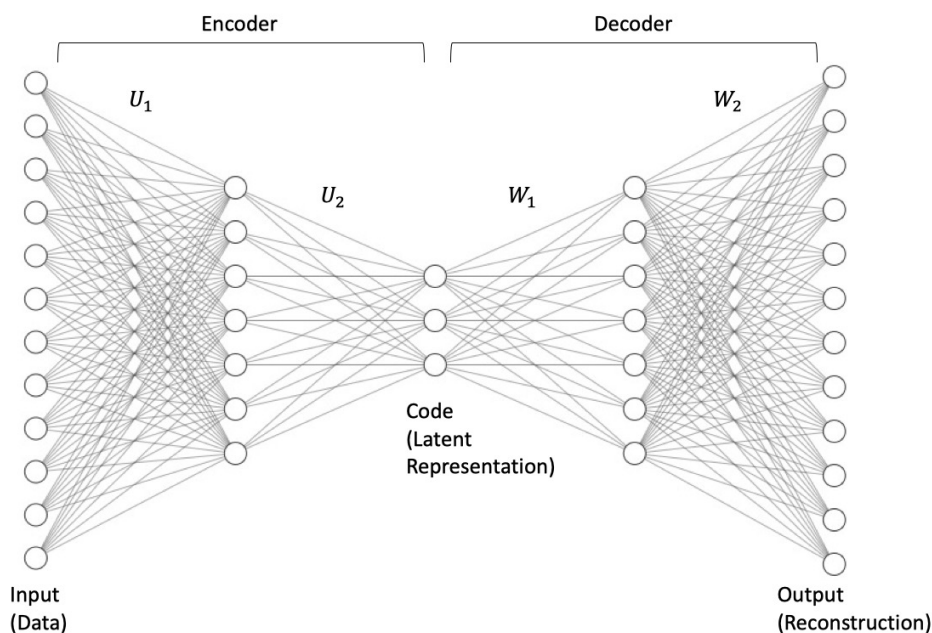 Encoder
Decoder
U₁
W₂
U₂
W₁
Code
(Latent
Representation)
Input
(Data)
Output
(Reconstruction)